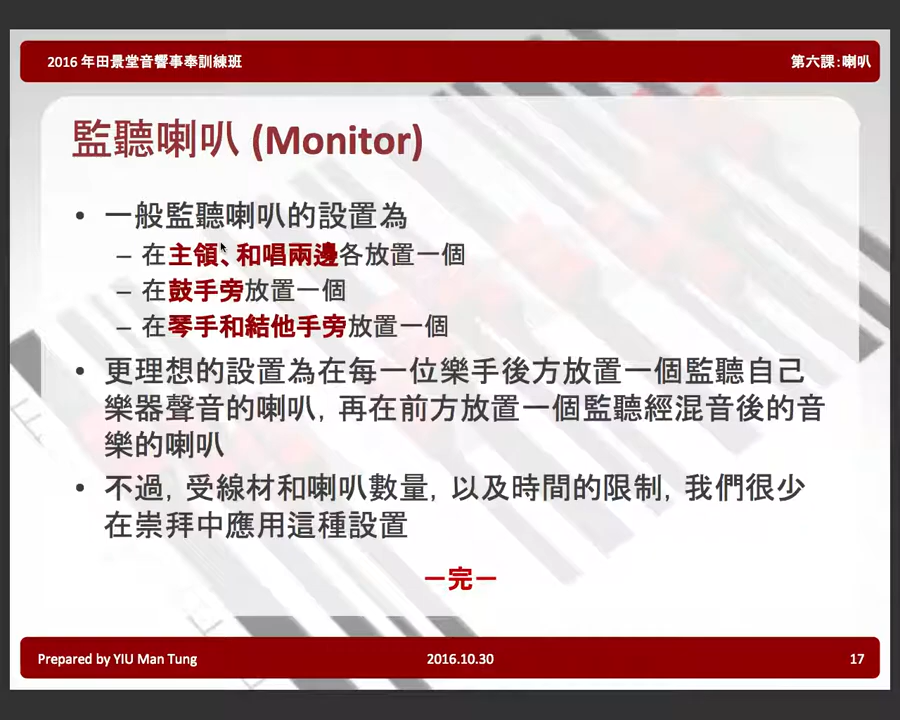 2016 年田景堂音響事奉訓練班
第六課：喇叭
監聽喇叭 (Monitor)
• 一般監聽喇叭的設置為
– 在主領、和唱兩邊各放置一個
– 在鼓手旁放置一個
– 在琴手和結他手旁放置一個
• 更理想的設置為在每一位樂手後方放置一個監聽自己
樂器聲音的喇叭，再在前方放置一個監聽經混音後的音
樂的喇叭
• 不過，受線材和喇叭數量，以及時間的限制，我們很少
在崇拜中應用這種設置
－完－
Prepared by YIU Man Tung
2016.10.30
17